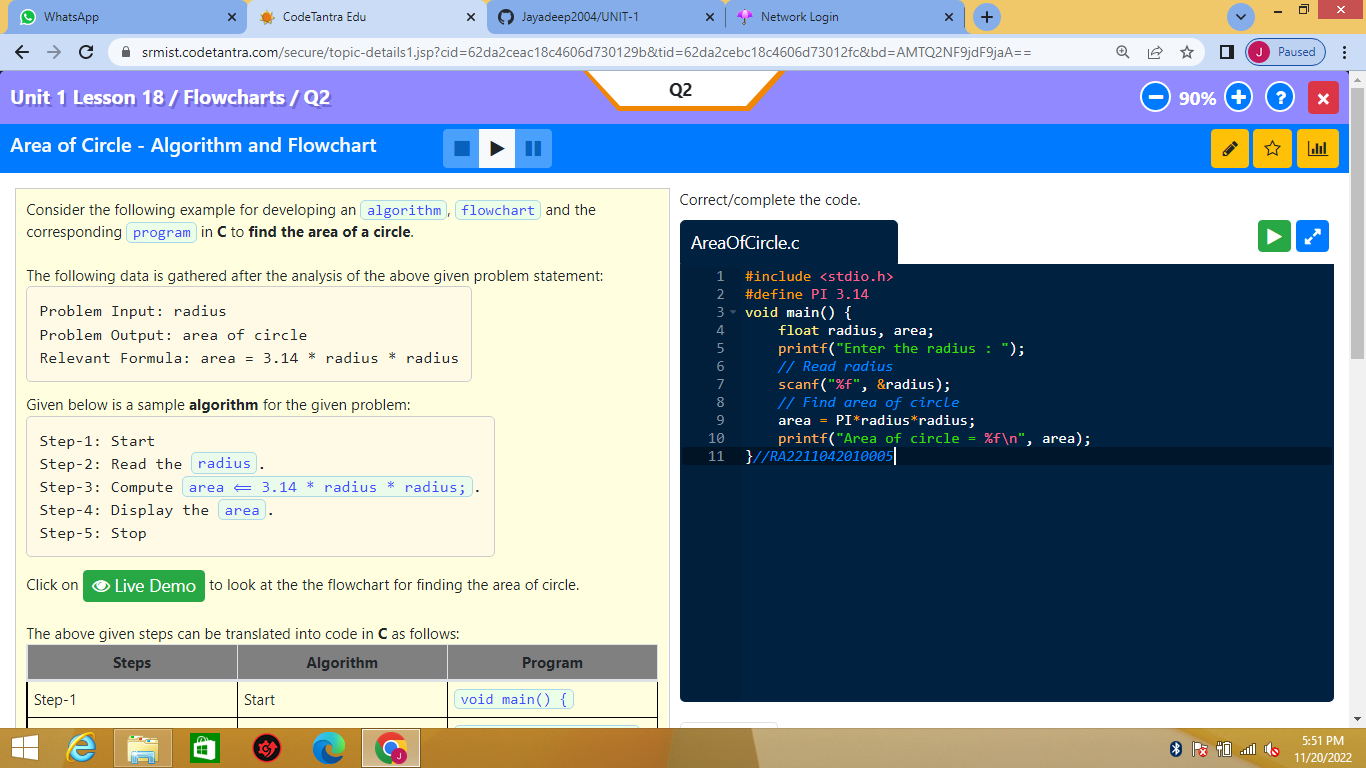 WhatsApp
CodeTantra Edu
Jayadeep2004/UNIT-1
Network Login
srmist.codetantra.com/secure/topic-details1.jsp?cid=62da2ceac18c4606d730129b&tid=62da2cebc18c4606d73012fc&bd=AMTQ2NF9jdF9jaA==
J Paused
Unit 1 Lesson 18 / Flowcharts / Q2
Q2
90%
?
Area of Circle - Algorithm and Flowchart
Consider the following example for developing an algorithm, flowchart and the
corresponding program in C to find the area of a circle.
The following data is gathered after the analysis of the above given problem statement:
Problem Input: radius
Problem Output: area of circle
Relevant Formula: area = 3.14 * radius * radius
Given below is a sample algorithm for the given problem:
Step-1: Start
Step-2: Read the radius.
Step-3: Compute area ⟸ 3.14 * radius * radius;.
Step-4: Display the area.
Step-5: Stop
Click on Live Demo to look at the the flowchart for finding the area of circle.
The above given steps can be translated into code in C as follows:
Steps Algorithm Program
Step-1 Start void main() {
Correct/complete the code.
AreaOfCircle.c
1 #include <stdio.h>
2 #define PI 3.14
3 void main() {
4 float radius, area;
5 printf("Enter the radius : ");
6 // Read radius
7 scanf("%f", &radius);
8 // Find area of circle
9 area = PI*radius*radius;
10 printf("Area of circle = %f\n", area);
11 }//RA2211042010005
J
5:51 PM
11/20/2022